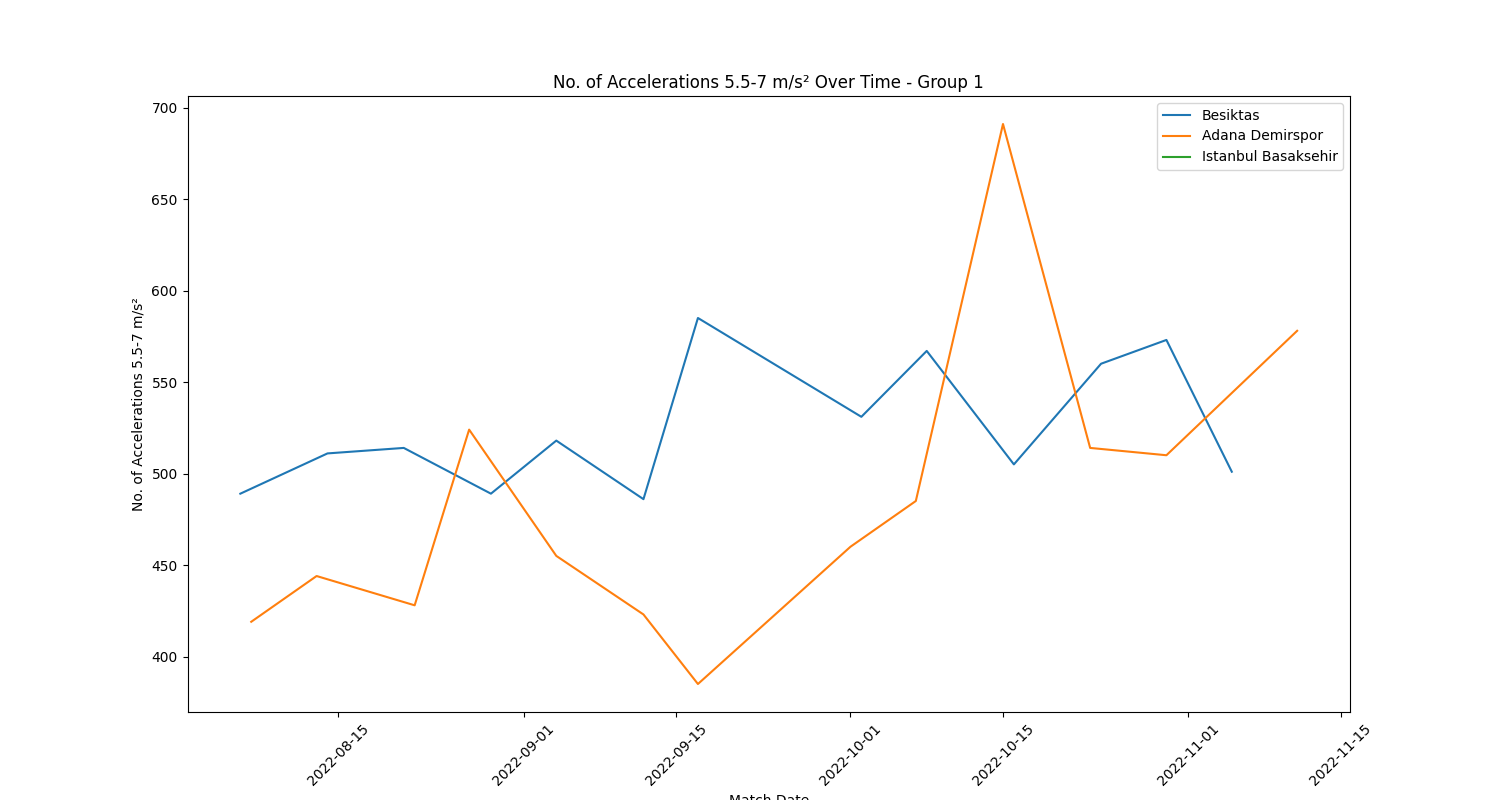 No. of Accelerations 5.5-7 m/s² Over Time - Group 1
Besiktas
Adana Demirspor
Istanbul Basaksehir
No. of Accelerations 5.5-7 m/s²
700
650
600
550
500
450
400
2022-08-15
2022-09-01
2022-09-15
2022-10-01
2022-10-15
2022-11-01
2022-11-15
Match Date